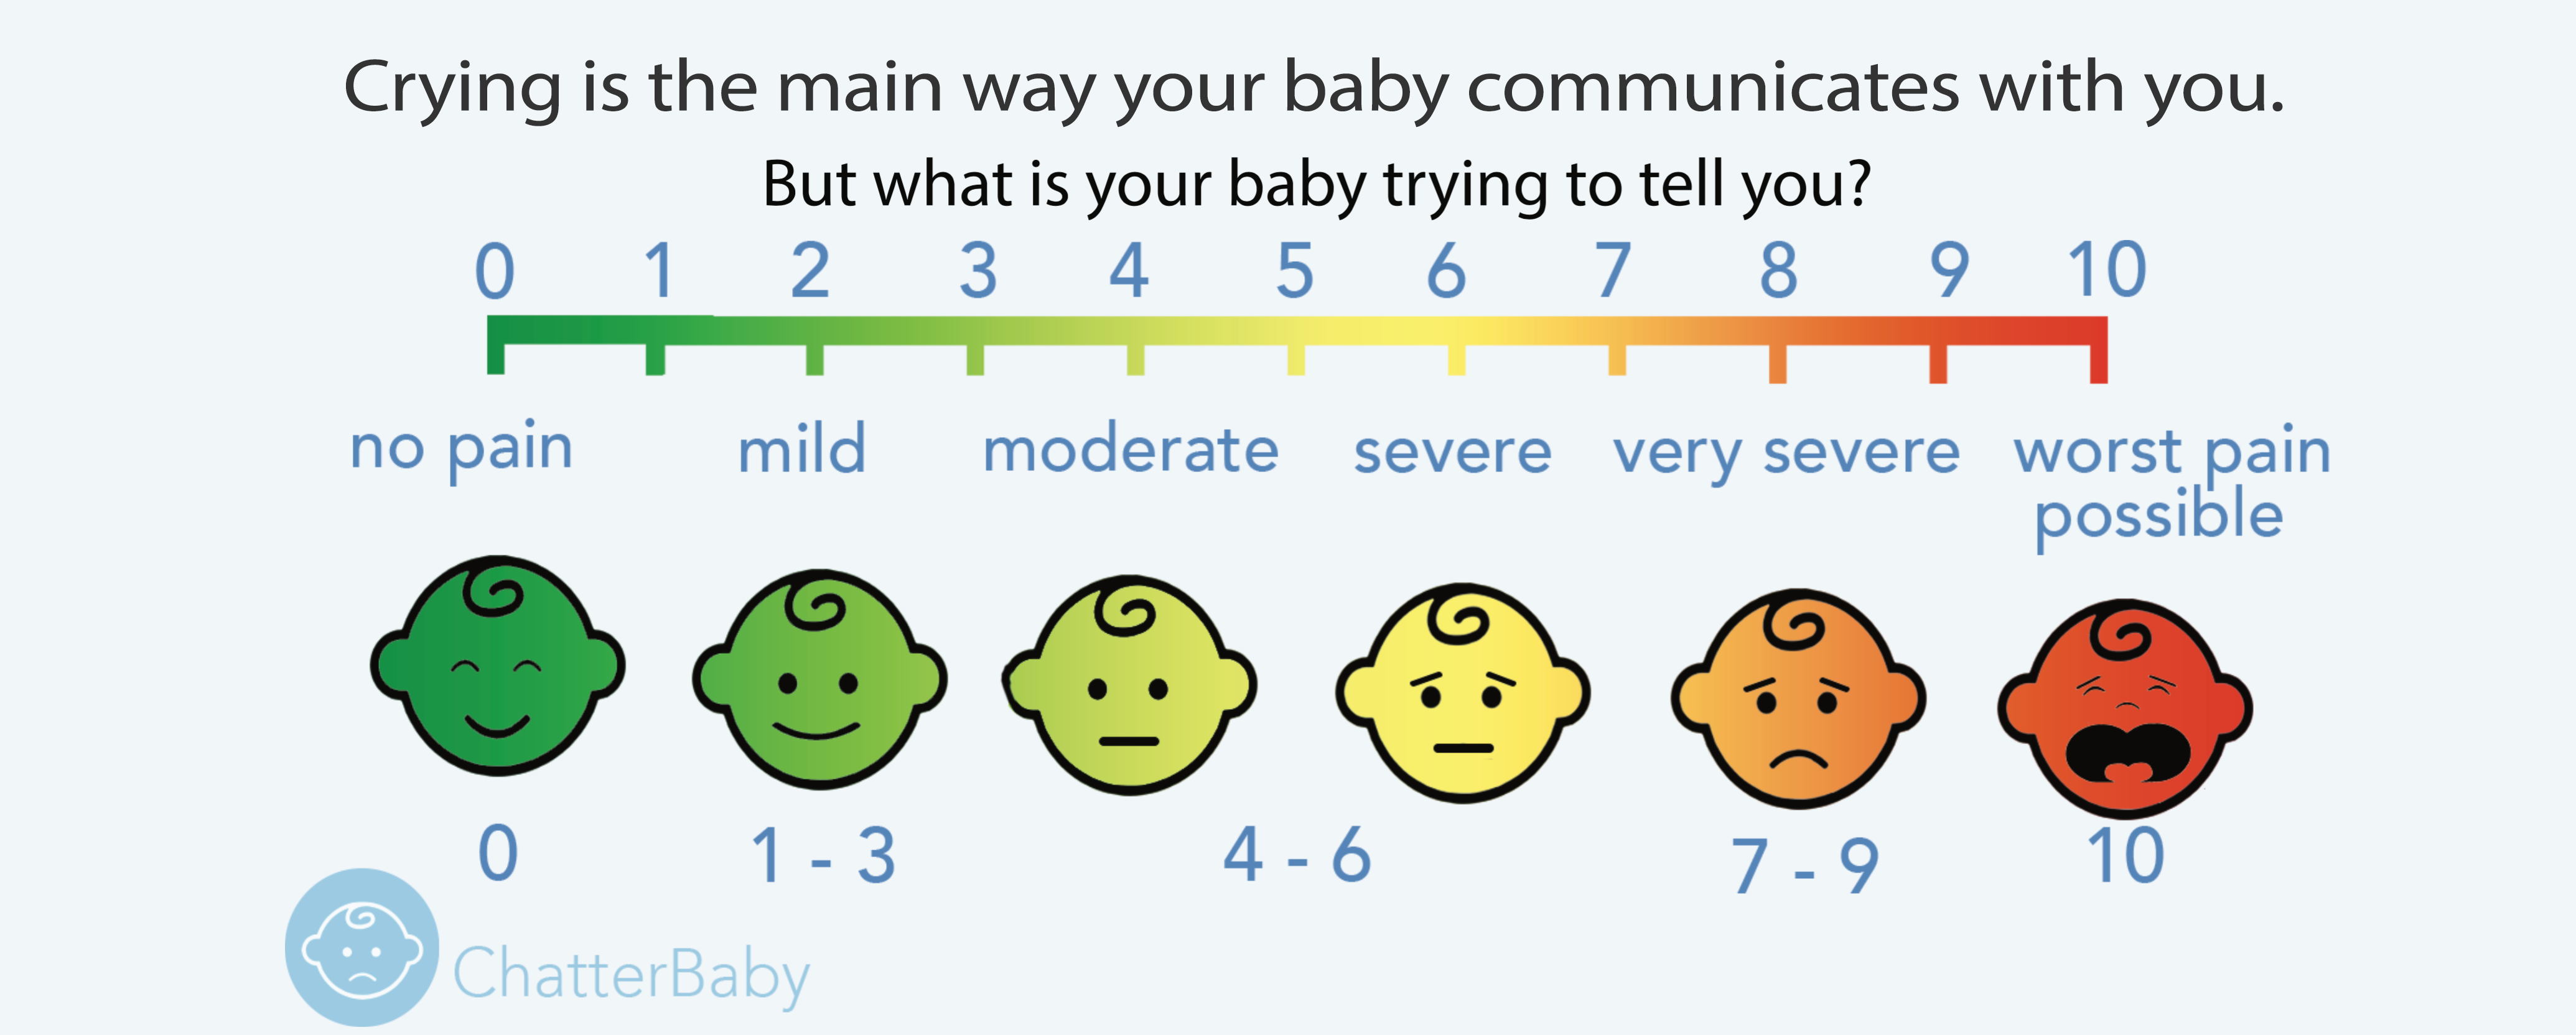 Crying is the main way your baby communicates with you.
But what is your baby trying to tell you?
0 1 2 3 4 5 6 7 8 9 10
no pain mild moderate severe very severe worst pain
possible
0 1 - 3 4 - 6 7 - 9 10
ChatterBaby